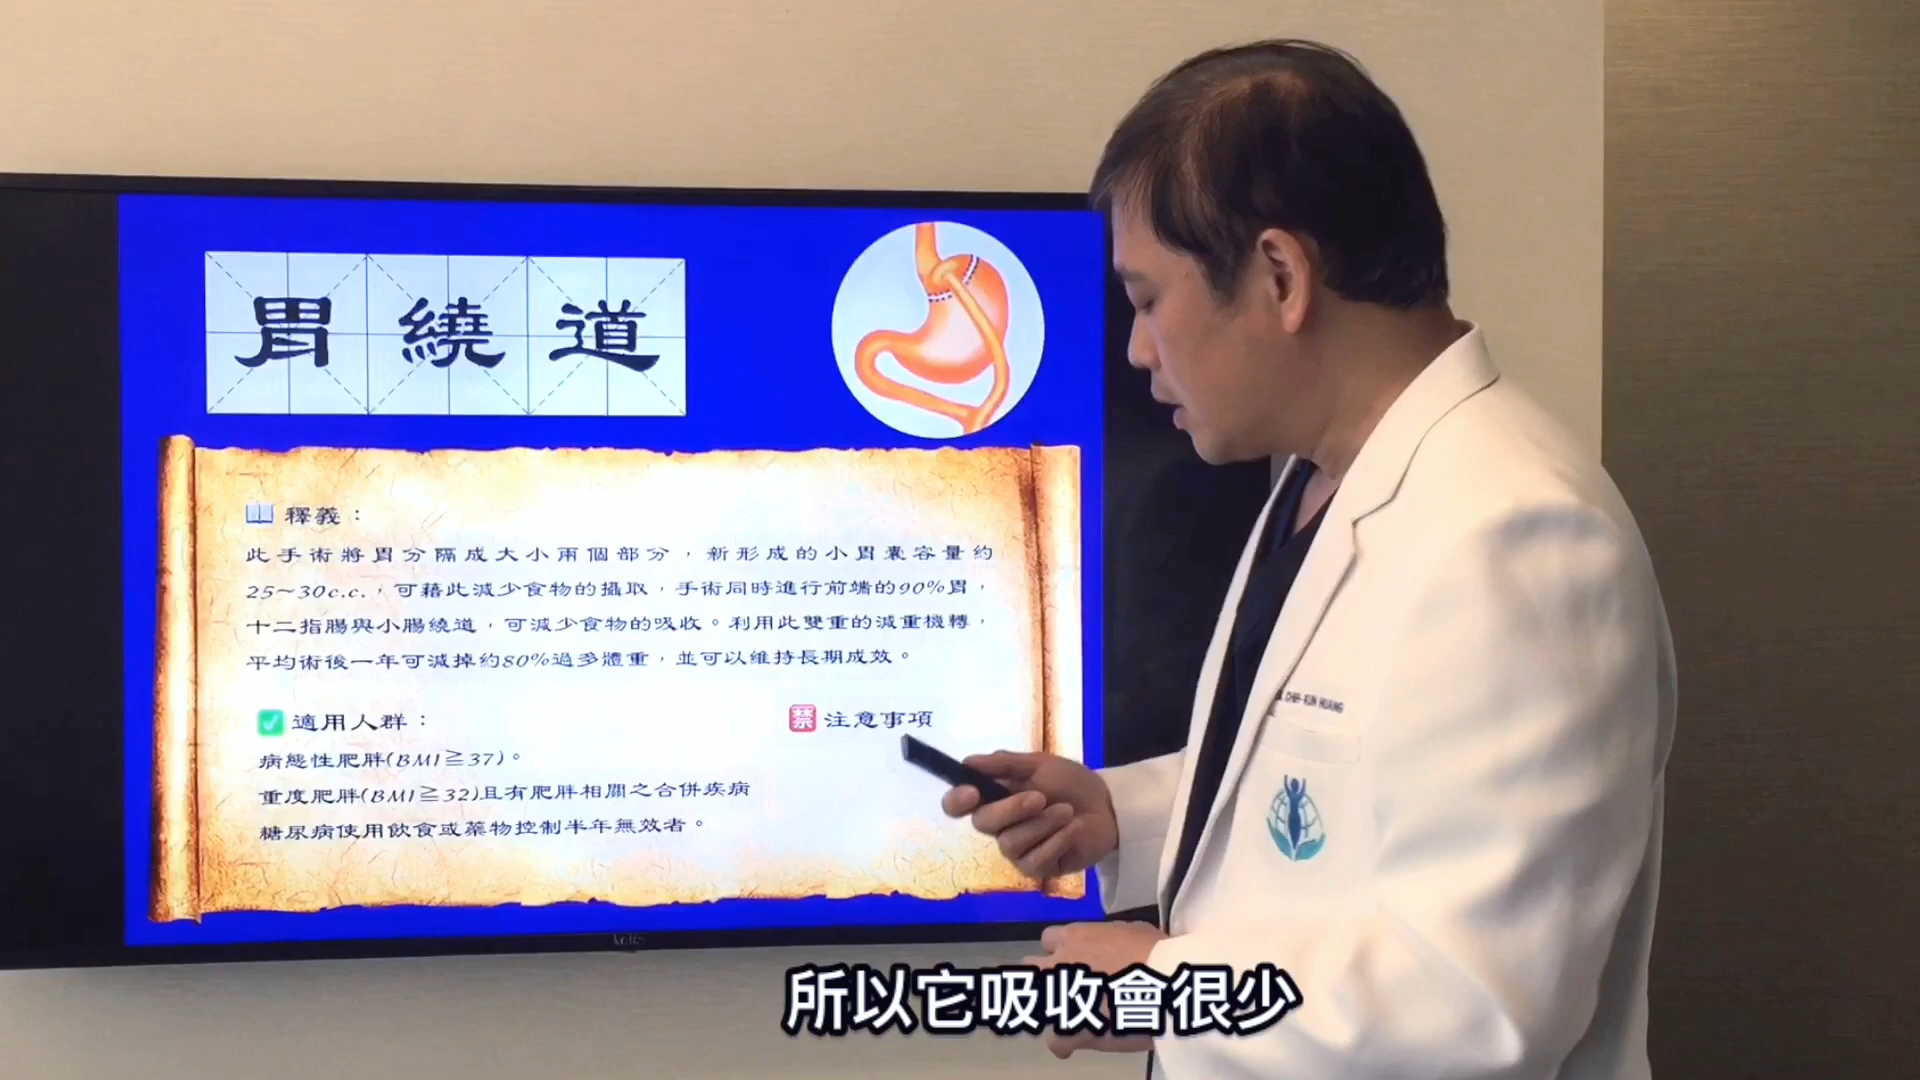 胃繞道
釋義：
此手術將胃分隔成大小兩個部分，新形成的小胃囊容量約
25~30c.c.，可藉此減少食物的攝取，手術同時進行前端的90%胃，
十二指腸與小腸繞道，可減少食物的吸收。利用此雙重的減重機轉，
平均術後一年可減掉約80%過多體重，並可以維持長期成效。
適用人群：
病態性肥胖(BMI≧37)。
重度肥胖(BMI≧32)且有肥胖相關之合併疾病
糖尿病使用飲食或藥物控制半年無效者。
禁 注意事項
CHIH-KUN HUANG
所以它吸收會很少